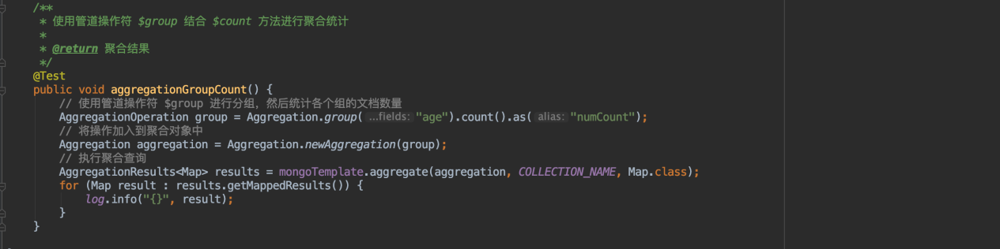 /**
 * 使用管道操作符 $group 结合 $count 方法进行聚合统计
 *
 * @return 聚合结果
 */
@Test
public void aggregationGroupCount() {
    // 使用管道操作符 $group 进行分组，然后统计各个组的文档数量
    AggregationOperation group = Aggregation.group( ...fields: "age").count().as( alias: "numCount");
    // 将操作加入到聚合对象中
    Aggregation aggregation = Aggregation.newAggregation(group);
    // 执行聚合查询
    AggregationResults<Map> results = mongoTemplate.aggregate(aggregation, COLLECTION_NAME, Map.class);
    for (Map result : results.getMappedResults()) {
        log.info("{}", result);
    }
}